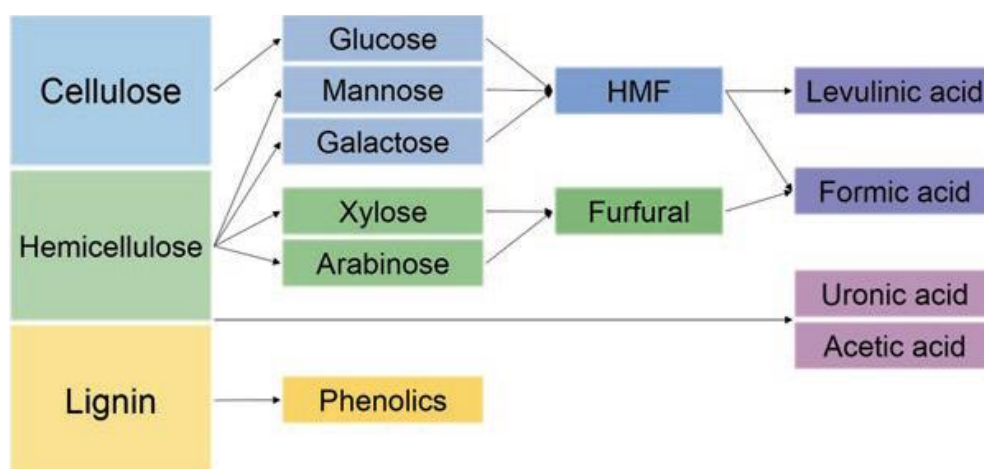 Cellulose
Hemicellulose
Lignin
Glucose
Mannose
Galactose
Xylose
Arabinose
Phenolics
HMF
Furfural
Levulinic acid
Formic acid
Uronic acid
Acetic acid